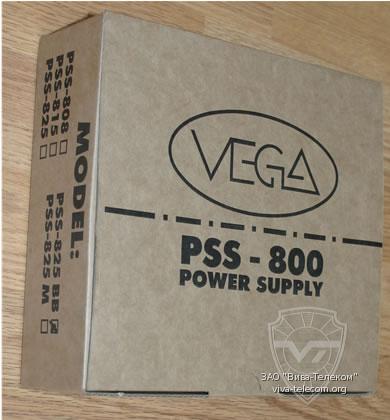 VEGA
PSS - 800
POWER SUPPLY
MODEL:
PSS-808
PSS-815
PSS-825
PSS-825 BB
PSS-825 M
ЗАО "Вива-Телеком"
viva-telecom.org